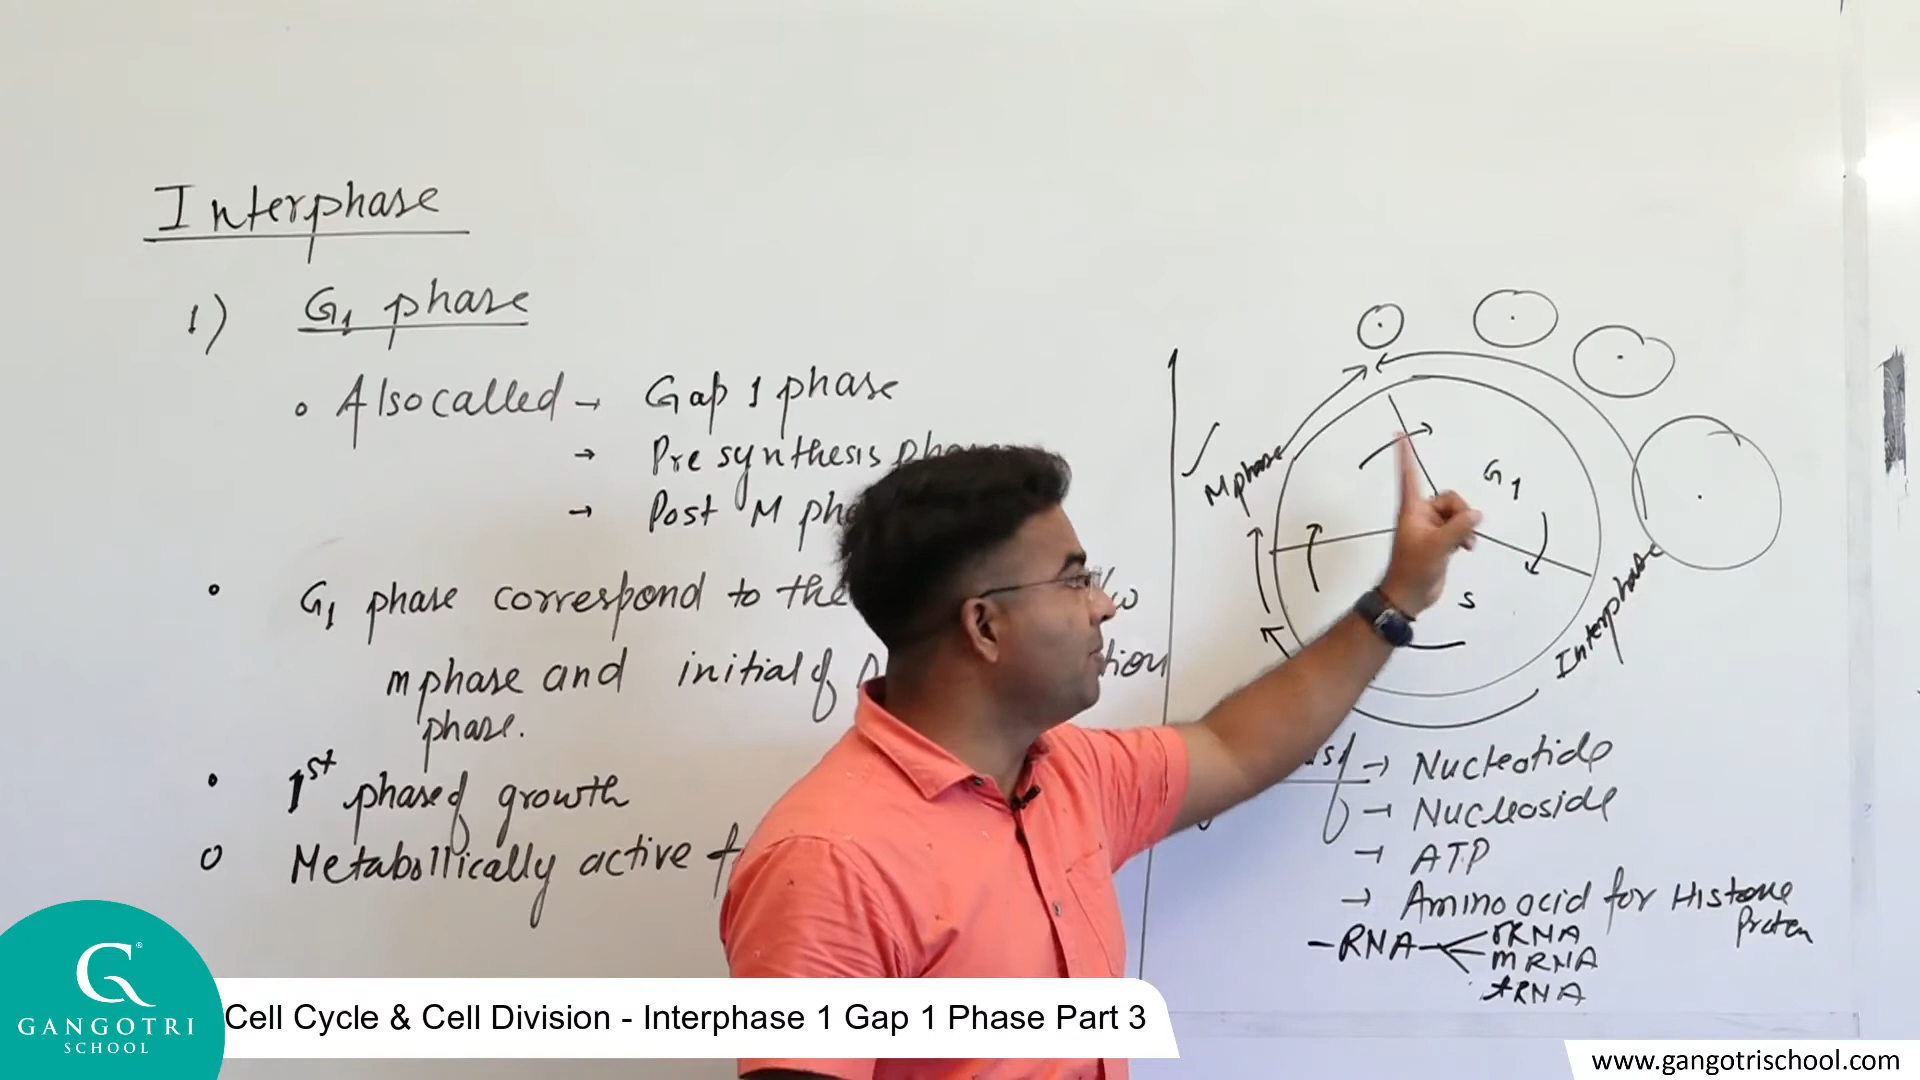 Interphase
1) G1 phase
• Also called → Gap 1 phase
→ Pre synthesis
→ Post M
• G1 phase correspond to the
m phase and initial of
phase.
• 1st phase of growth
o Metabollically active
M phase
G1
S
Interphase
→ Nucleotide
→ Nucleoside
→ ATP
→ Amino acid for Histone
Protein
- RNA
rRNA
mRNA
tRNA
GANGOTRI
SCHOOL
Cell Cycle & Cell Division - Interphase 1 Gap 1 Phase Part 3
www.gangotrischool.com